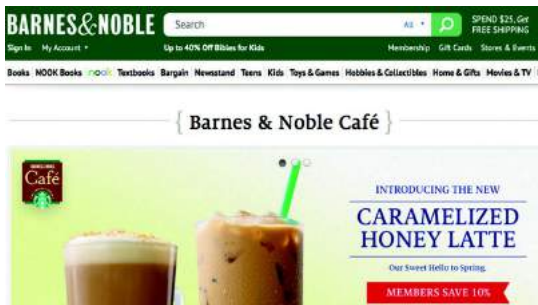 BARNES&NOBLE
Search
All
SPEND $25, Get
FREE SHIPPING
Sign In My Account
Up to 40% Off Bibles for Kids
Membership Gift Cards Stores & Events
Books NOOK Books nook Textbooks Bargain Newsstand Teens Kids Toys & Games Hobbies & Collectibles Home & Gifts Movies & TV
{ Barnes & Noble Café }
BARNES & NOBLE
Café
INTRODUCING THE NEW
CARAMELIZED
HONEY LATTE
Our Sweet Hello to Spring.
MEMBERS SAVE 10%